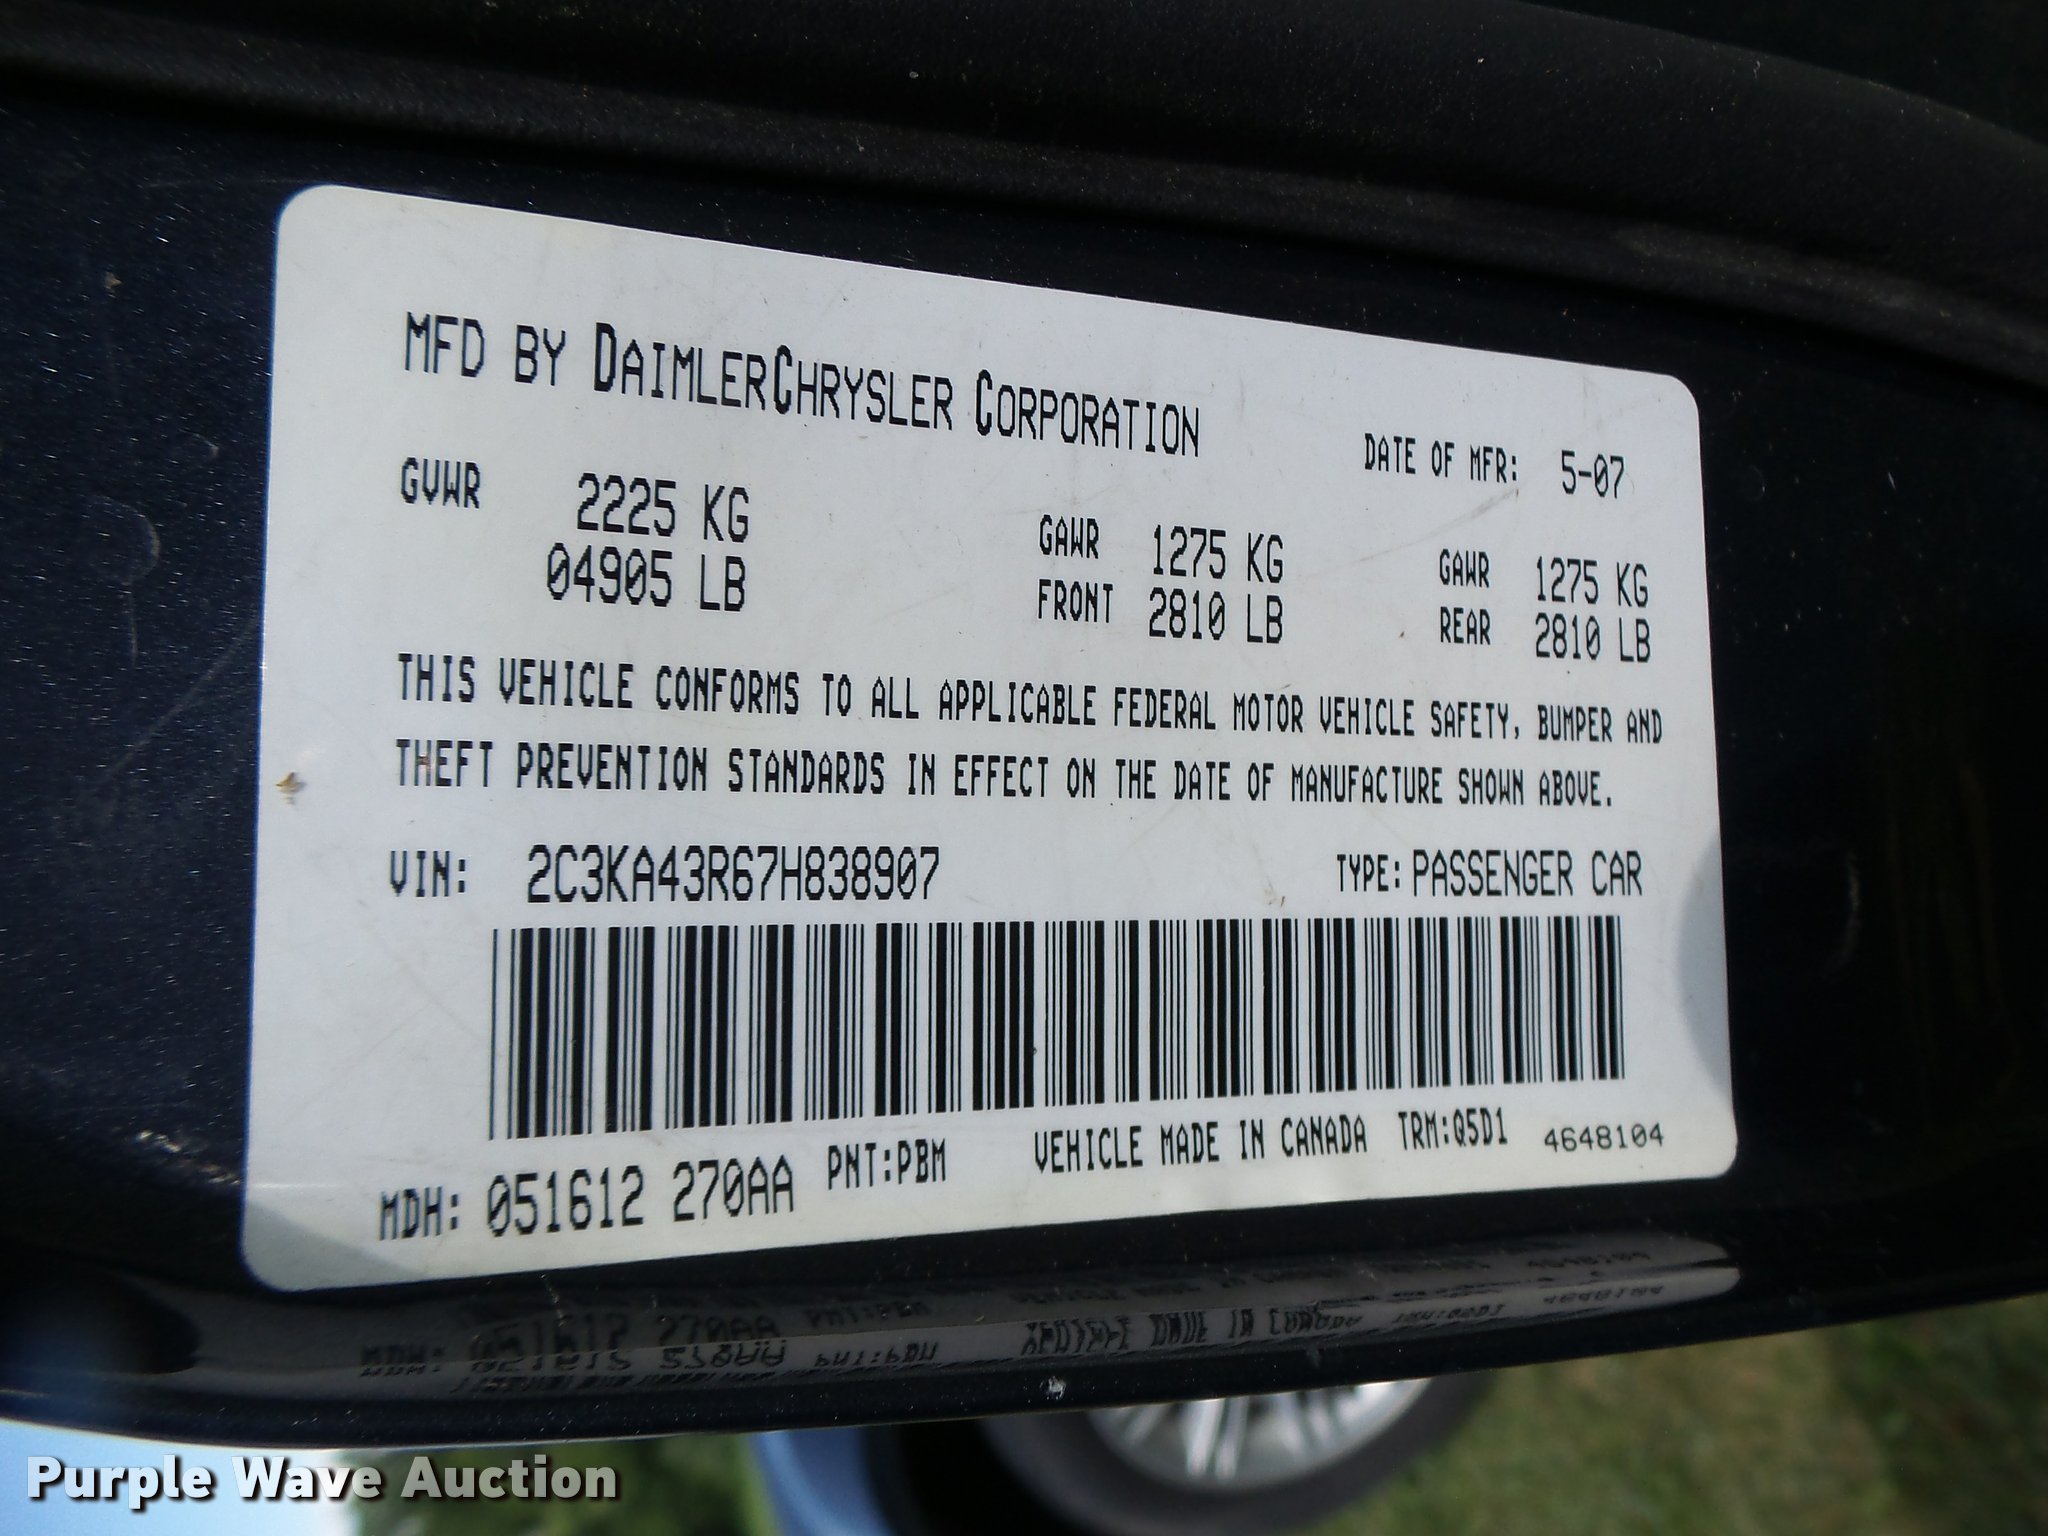 MFD BY DAIMLERCHRYSLER CORPORATION
DATE OF MFR: 5-07
GVWR 2225 KG
04905 LB
GAWR 1275 KG
FRONT 2810 LB
GAWR 1275 KG
REAR 2810 LB
THIS VEHICLE CONFORMS TO ALL APPLICABLE FEDERAL MOTOR VEHICLE SAFETY, BUMPER AND
THEFT PREVENTION STANDARDS IN EFFECT ON THE DATE OF MANUFACTURE SHOWN ABOVE.
VIN: 2C3KA43R67H838907
TYPE: PASSENGER CAR
MDH: 051612 270AA PNT:PBM VEHICLE MADE IN CANADA TRM:Q5D1 4648104
Purple Wave Auction